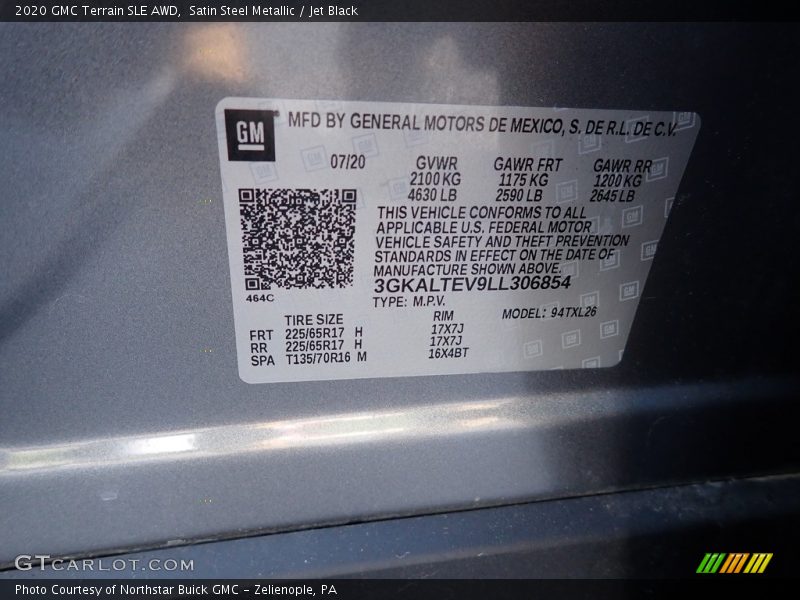 2020 GMC Terrain SLE AWD, Satin Steel Metallic / Jet Black
GM MFD BY GENERAL MOTORS DE MEXICO, S. DE R.L. DE C.V.
07/20 GVWR GAWR FRT GAWR RR
2100 KG 1175 KG 1200 KG
4630 LB 2590 LB 2645 LB
THIS VEHICLE CONFORMS TO ALL
APPLICABLE U.S. FEDERAL MOTOR
VEHICLE SAFETY AND THEFT PREVENTION
STANDARDS IN EFFECT ON THE DATE OF
MANUFACTURE SHOWN ABOVE.
3GKALTEV9LL306854
464C
TYPE: M.P.V. MODEL: 94TXL26
TIRE SIZE RIM
FRT 225/65R17 H 17X7J
RR 225/65R17 H 17X7J
SPA T135/70R16 M 16X4BT
GTCARLOT.COM
Photo Courtesy of Northstar Buick GMC - Zelienople, PA